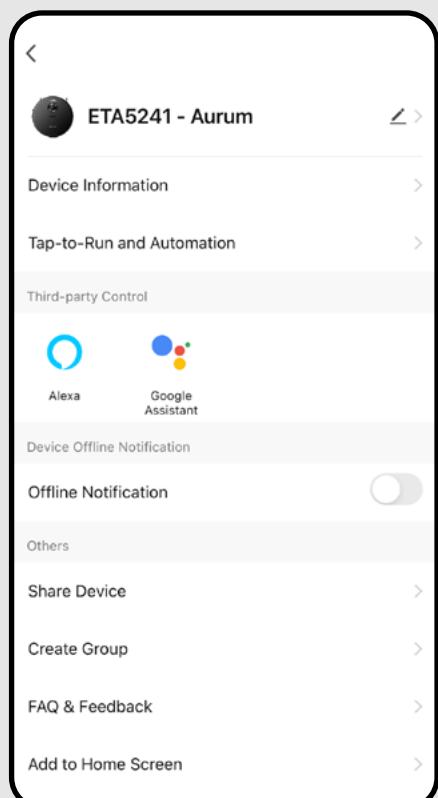 ETA5241 - Aurum
Device Information
Tap-to-Run and Automation
Third-party Control
Alexa
Google
Assistant
Device Offline Notification
Offline Notification
Others
Share Device
Create Group
FAQ & Feedback
Add to Home Screen